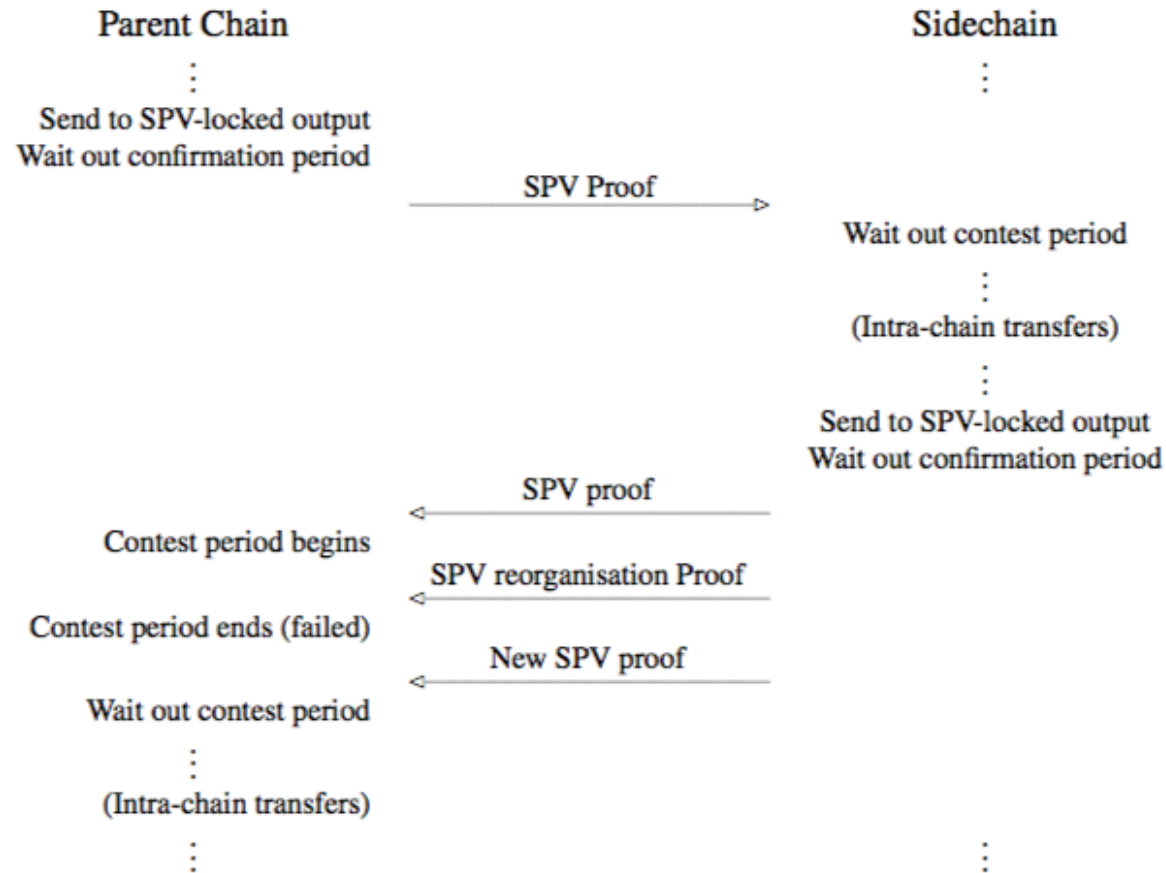 Parent Chain
Sidechain
Send to SPV-locked output
Wait out confirmation period
SPV Proof
Wait out contest period
(Intra-chain transfers)
Send to SPV-locked output
Wait out confirmation period
SPV proof
Contest period begins
SPV reorganisation Proof
Contest period ends (failed)
New SPV proof
Wait out contest period
(Intra-chain transfers)